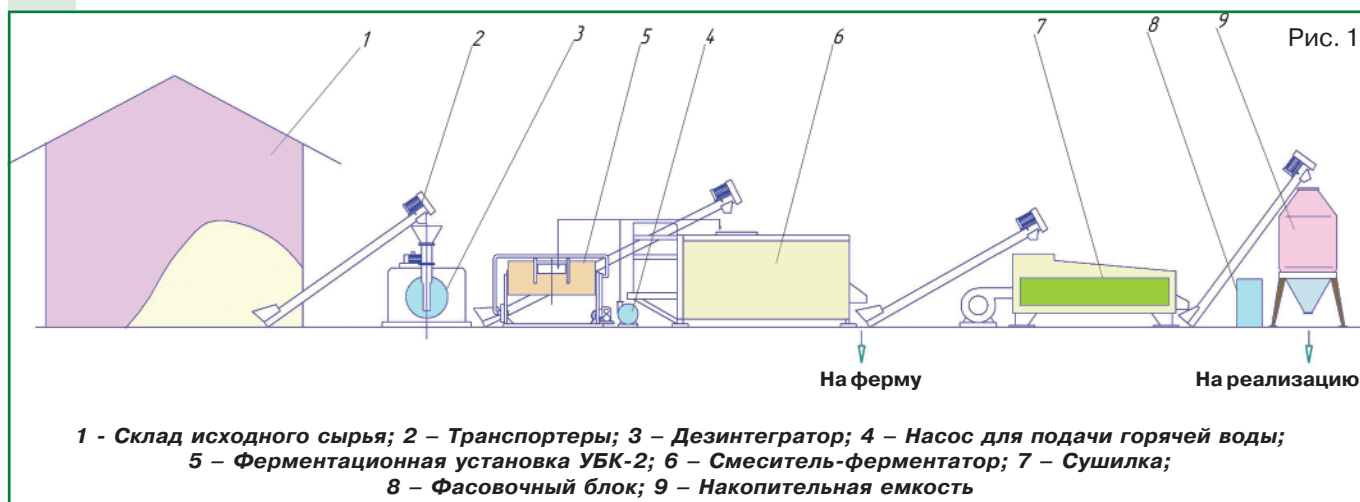 1 2 3 5 4 6 7 8 9 Рис. 1
На ферму На реализацию
1 - Склад исходного сырья; 2 – Транспортеры; 3 – Дезинтегратор; 4 – Насос для подачи горячей воды;
5 – Ферментационная установка УБК-2; 6 – Смеситель-ферментатор; 7 – Сушилка;
8 – Фасовочный блок; 9 – Накопительная емкость